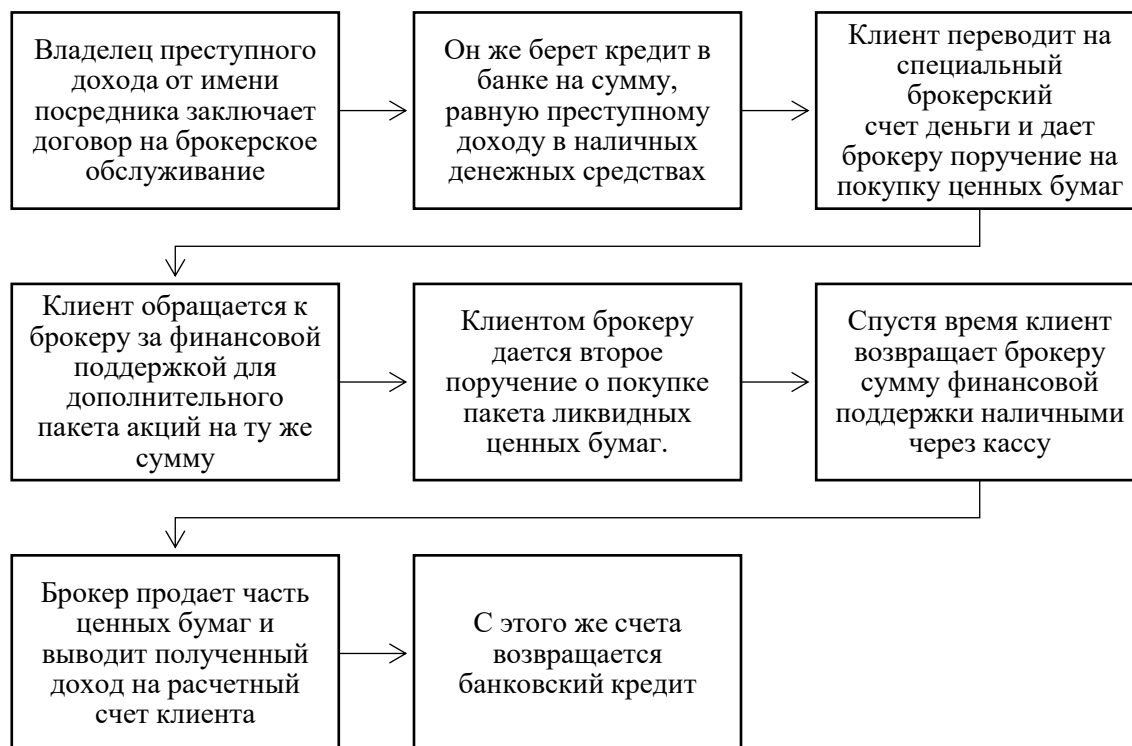 Владелец преступного
дохода от имени
посредника заключает
договор на брокерское
обслуживание
Он же берет кредит в
банке на сумму,
равную преступному
доходу в наличных
денежных средствах
Клиент переводит на
специальный
брокерский
счет деньги и дает
брокеру поручение на
покупку ценных бумаг
Клиент обращается к
брокеру за финансовой
поддержкой для
дополнительного
пакета акций на ту же
сумму
Клиентом брокеру
дается второе
поручение о покупке
пакета ликвидных
ценных бумаг.
Спустя время клиент
возвращает брокеру
сумму финансовой
поддержки наличными
через кассу
Брокер продает часть
ценных бумаг и
выводит полученный
доход на расчетный
счет клиента
С этого же счета
возвращается
банковский кредит